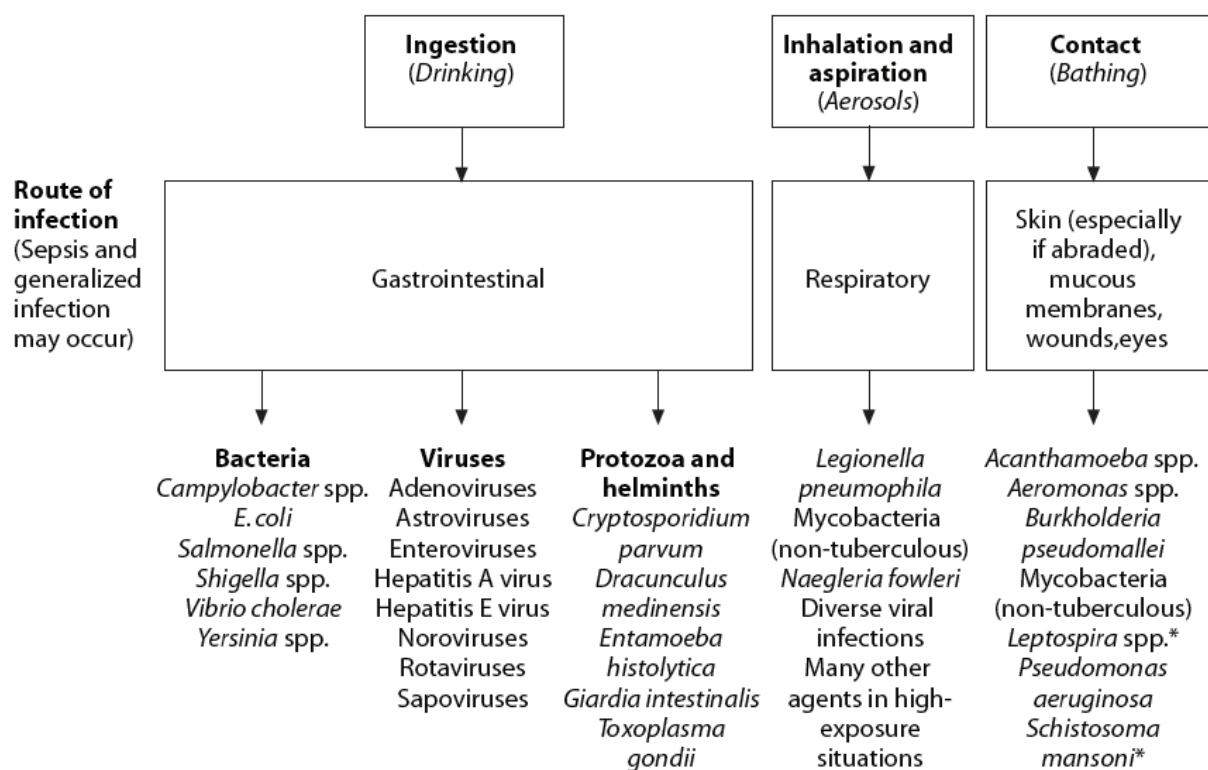 Ingestion
(Drinking)
Inhalation and
aspiration
(Aerosols)
Contact
(Bathing)
Route of
infection
(Sepsis and
generalized
infection
may occur)
Gastrointestinal
Respiratory
Skin (especially
if abraded),
mucous
membranes,
wounds,eyes
Bacteria
Campylobacter spp.
E. coli
Salmonella spp.
Shigella spp.
Vibrio cholerae
Yersinia spp.
Viruses
Adenoviruses
Astroviruses
Enteroviruses
Hepatitis A virus
Hepatitis E virus
Noroviruses
Rotaviruses
Sapoviruses
Protozoa and
helminths
Cryptosporidium
parvum
Dracunculus
medinensis
Entamoeba
histolytica
Giardia intestinalis
Toxoplasma
gondii
Legionella
pneumophila
Mycobacteria
(non-tuberculous)
Naegleria fowleri
Diverse viral
infections
Many other
agents in high-
exposure
situations
Acanthamoeba spp.
Aeromonas spp.
Burkholderia
pseudomallei
Mycobacteria
(non-tuberculous)
Leptospira spp.*
Pseudomonas
aeruginosa
Schistosoma
mansoni*